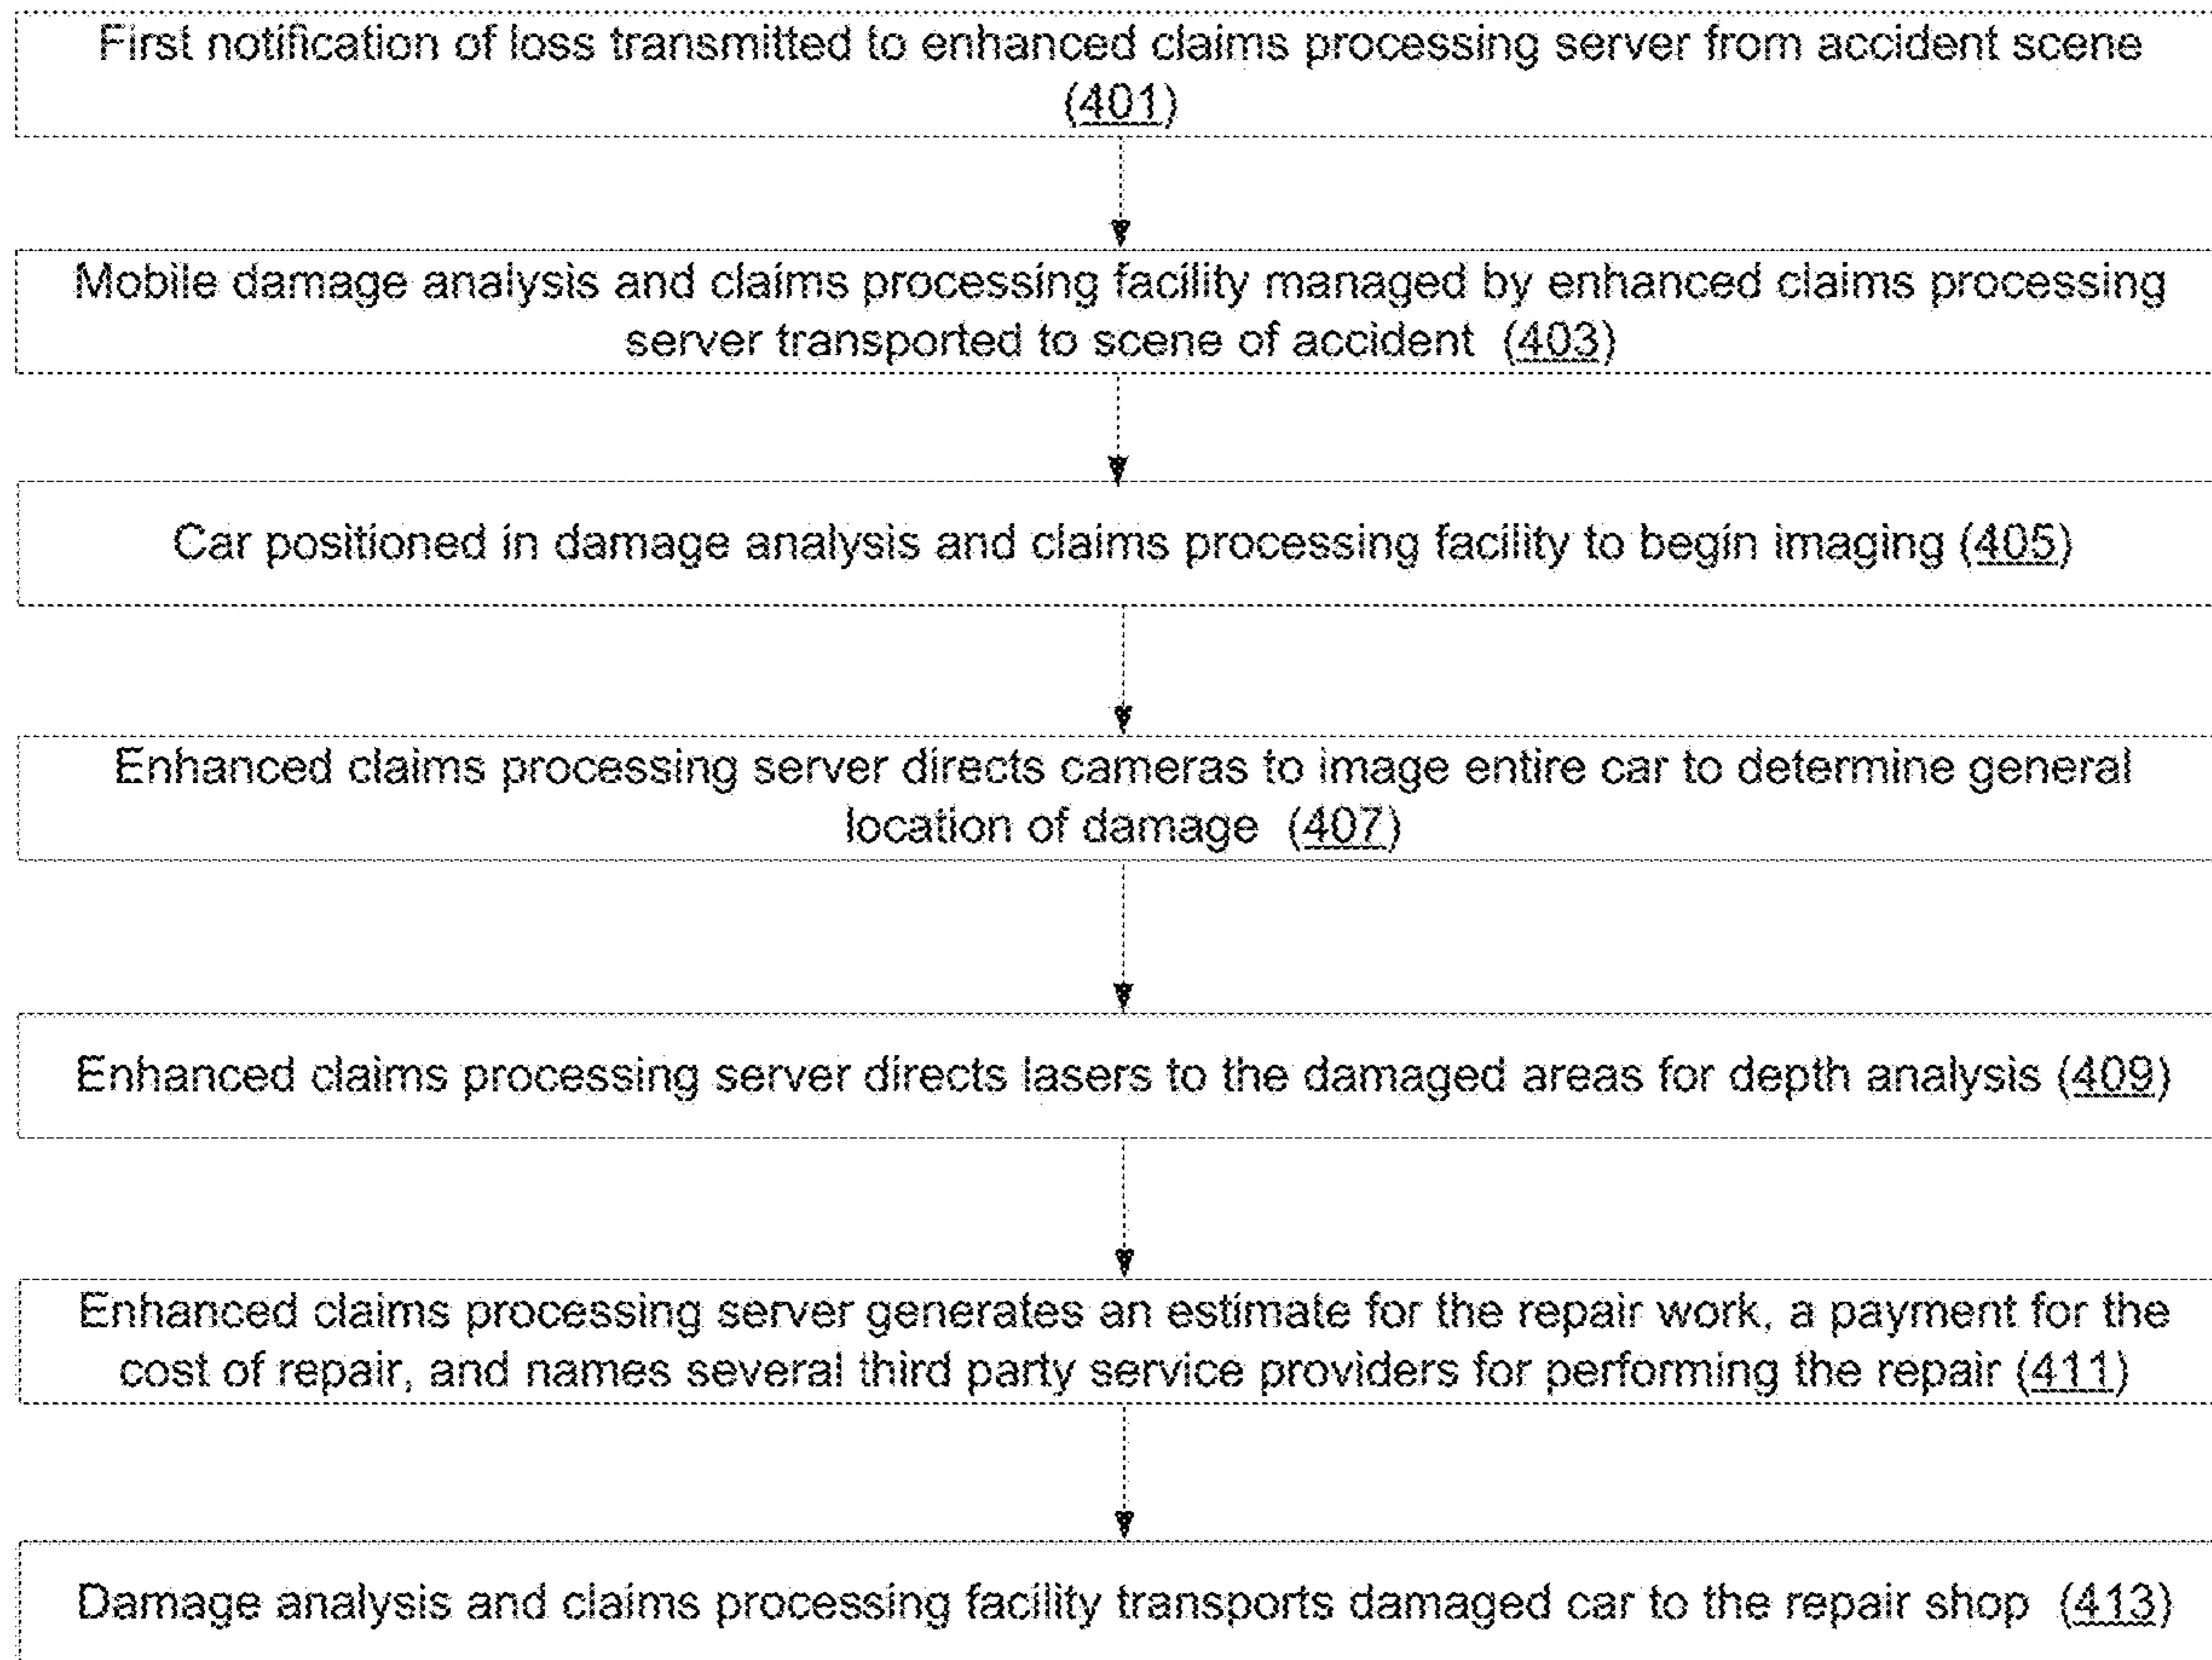 First notification of loss transmitted to enhanced claims processing server from accident scene
(401)
Mobile damage analysis and claims processing facility managed by enhanced claims processing
server transported to scene of accident (403)
Car positioned in damage analysis and claims processing facility to begin imaging (405)
Enhanced claims processing server directs cameras to image entire car to determine general
location of damage (407)
Enhanced claims processing server directs lasers to the damaged areas for depth analysis (409)
Enhanced claims processing server generates an estimate for the repair work, a payment for the
cost of repair, and names several third party service providers for performing the repair (411)
Damage analysis and claims processing facility transports damaged car to the repair shop (413)